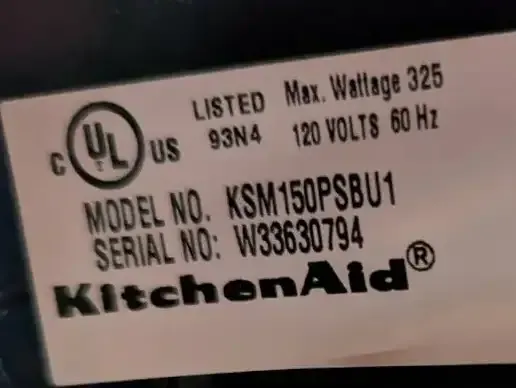 LISTED Max. Wattage 325
C UL US 93N4 120 VOLTS 60 Hz
MODEL NO. KSM150PSBU1
SERIAL NO: W33630794
KitchenAid®